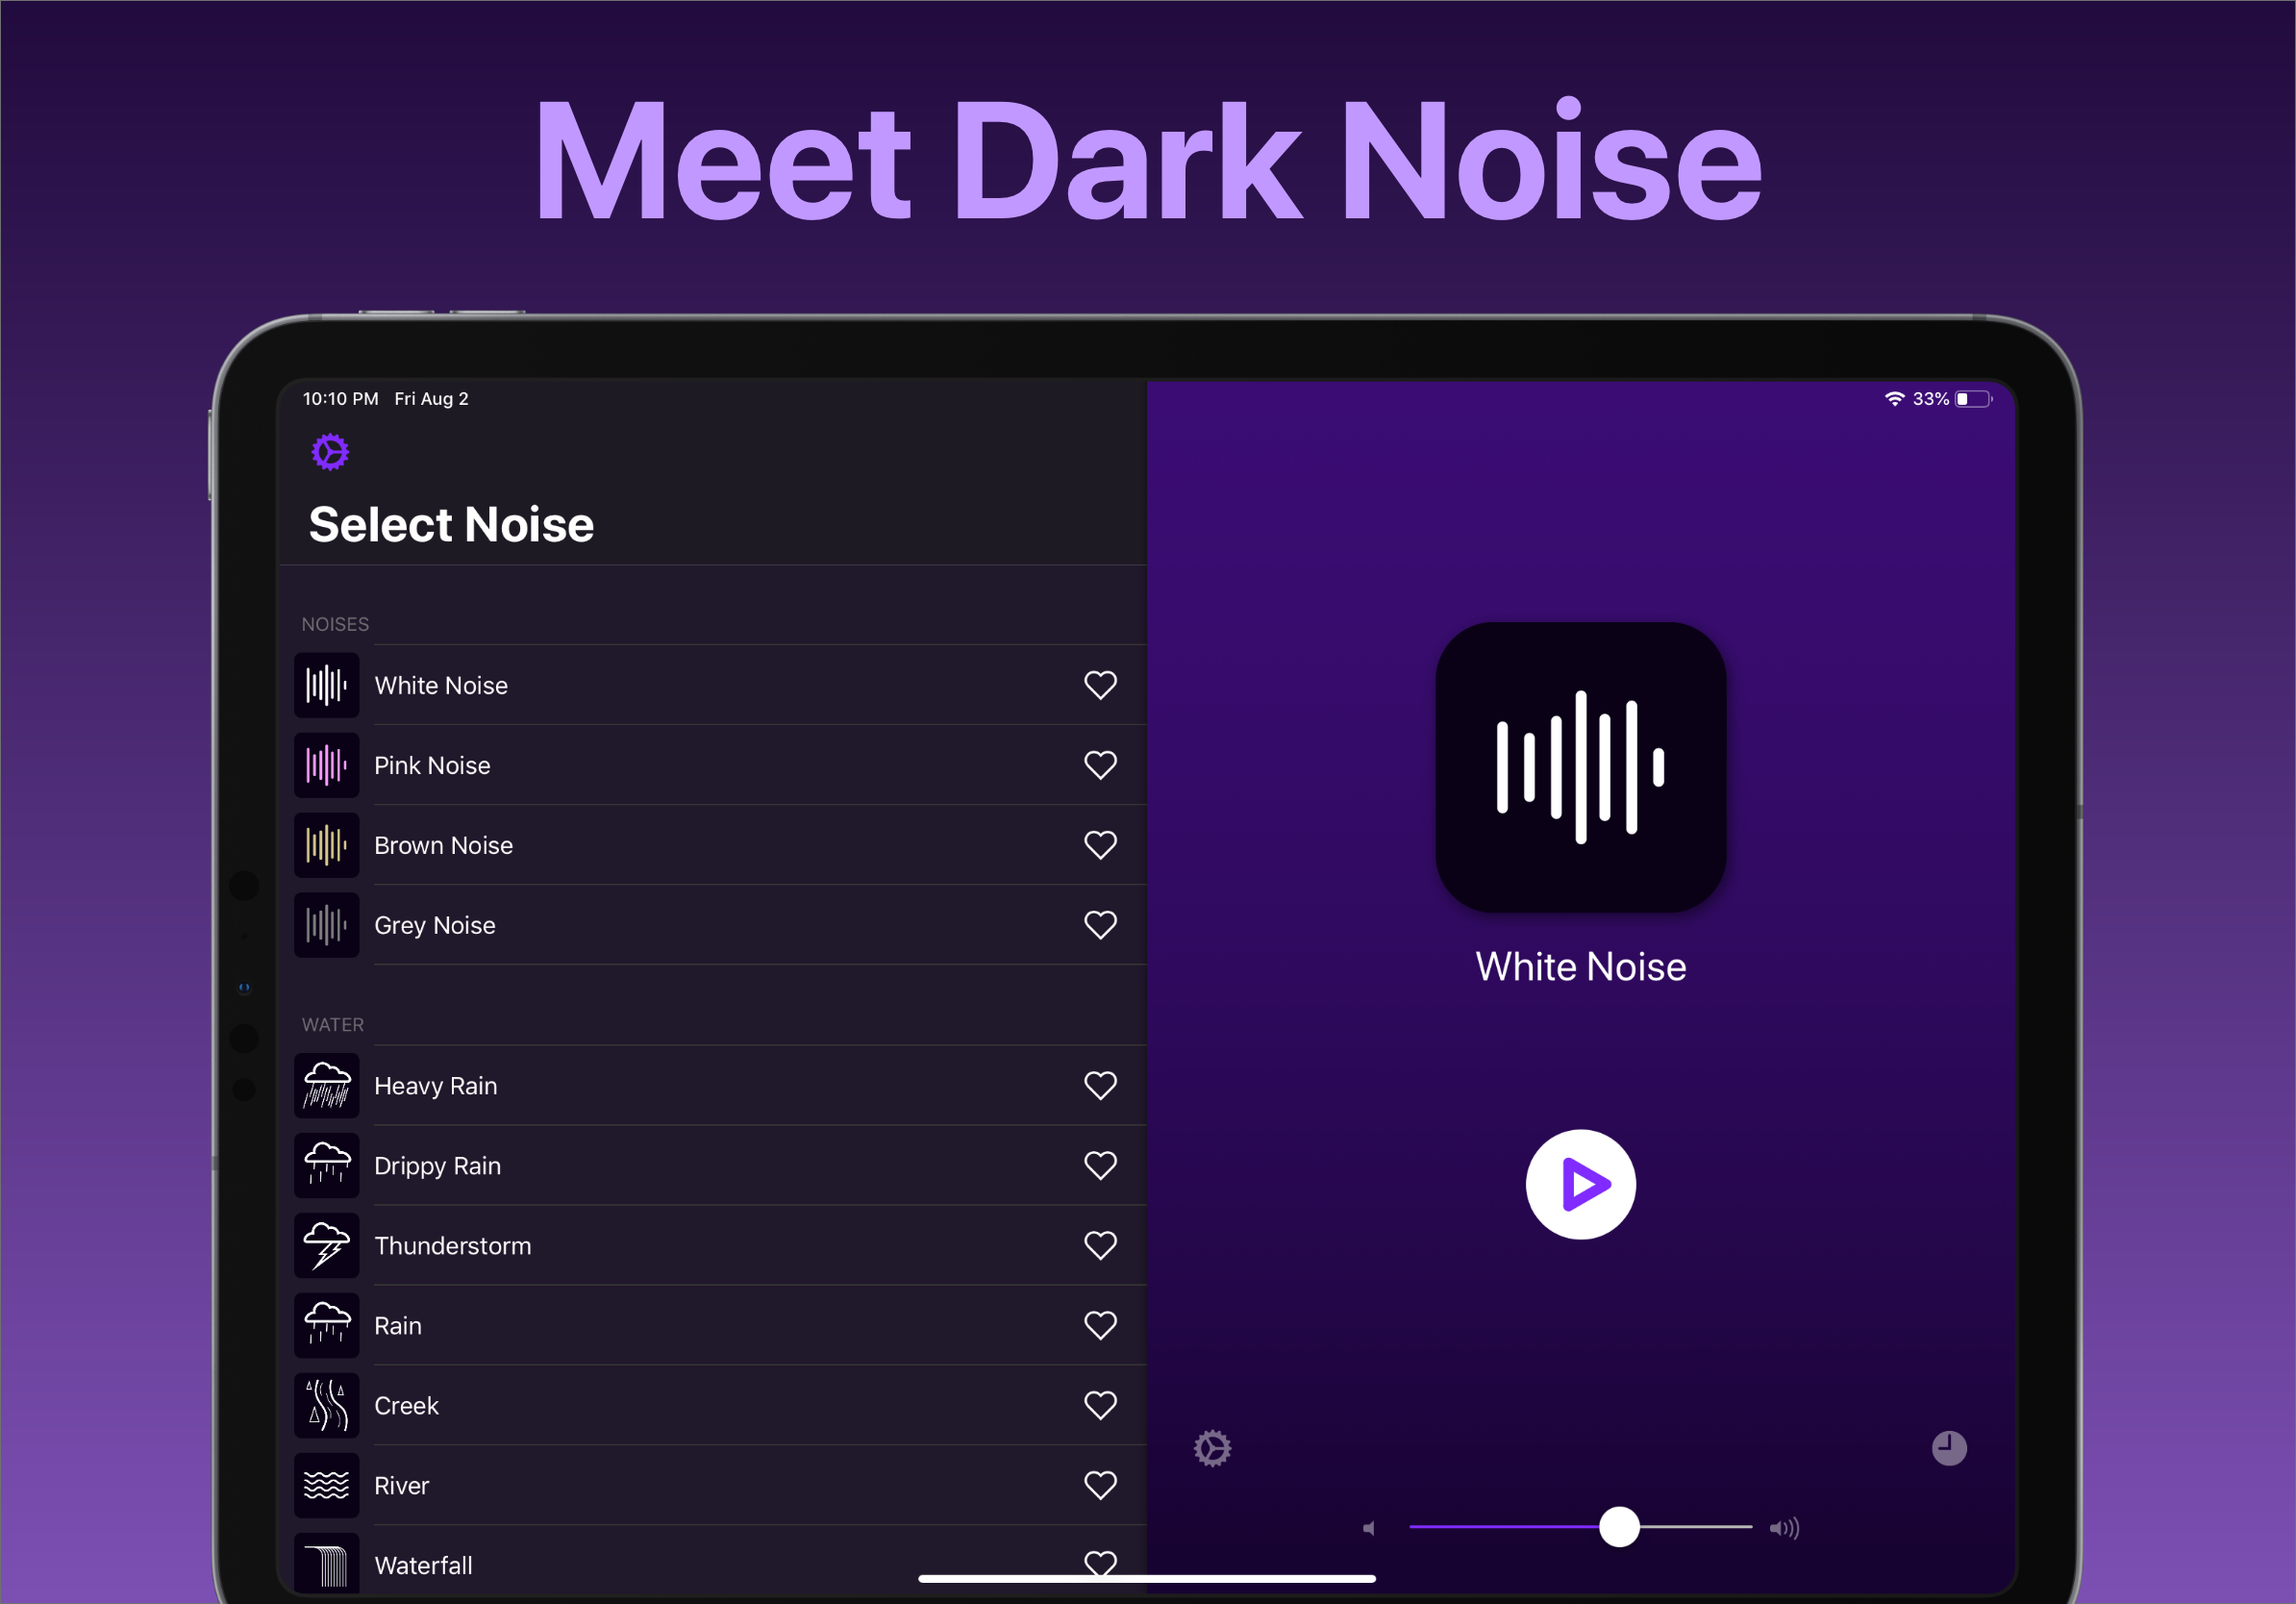 Meet Dark Noise
10:10 PM Fri Aug 2
33%
Select Noise
NOISES
White Noise
Pink Noise
Brown Noise
Grey Noise
WATER
Heavy Rain
Drippy Rain
Thunderstorm
Rain
Creek
River
Waterfall
White Noise